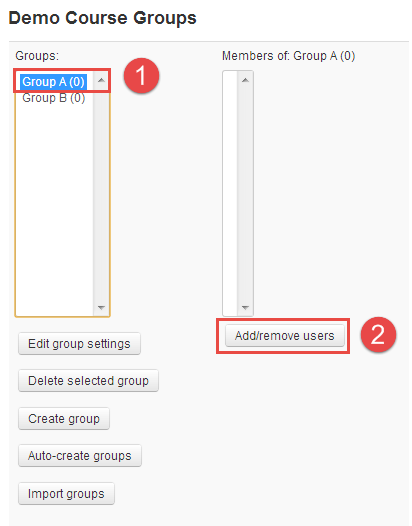 Demo Course Groups
Groups:
Members of: Group A (0)
Group A (0)
1
Group B (0)
Add/remove users
2
Edit group settings
Delete selected group
Create group
Auto-create groups
Import groups